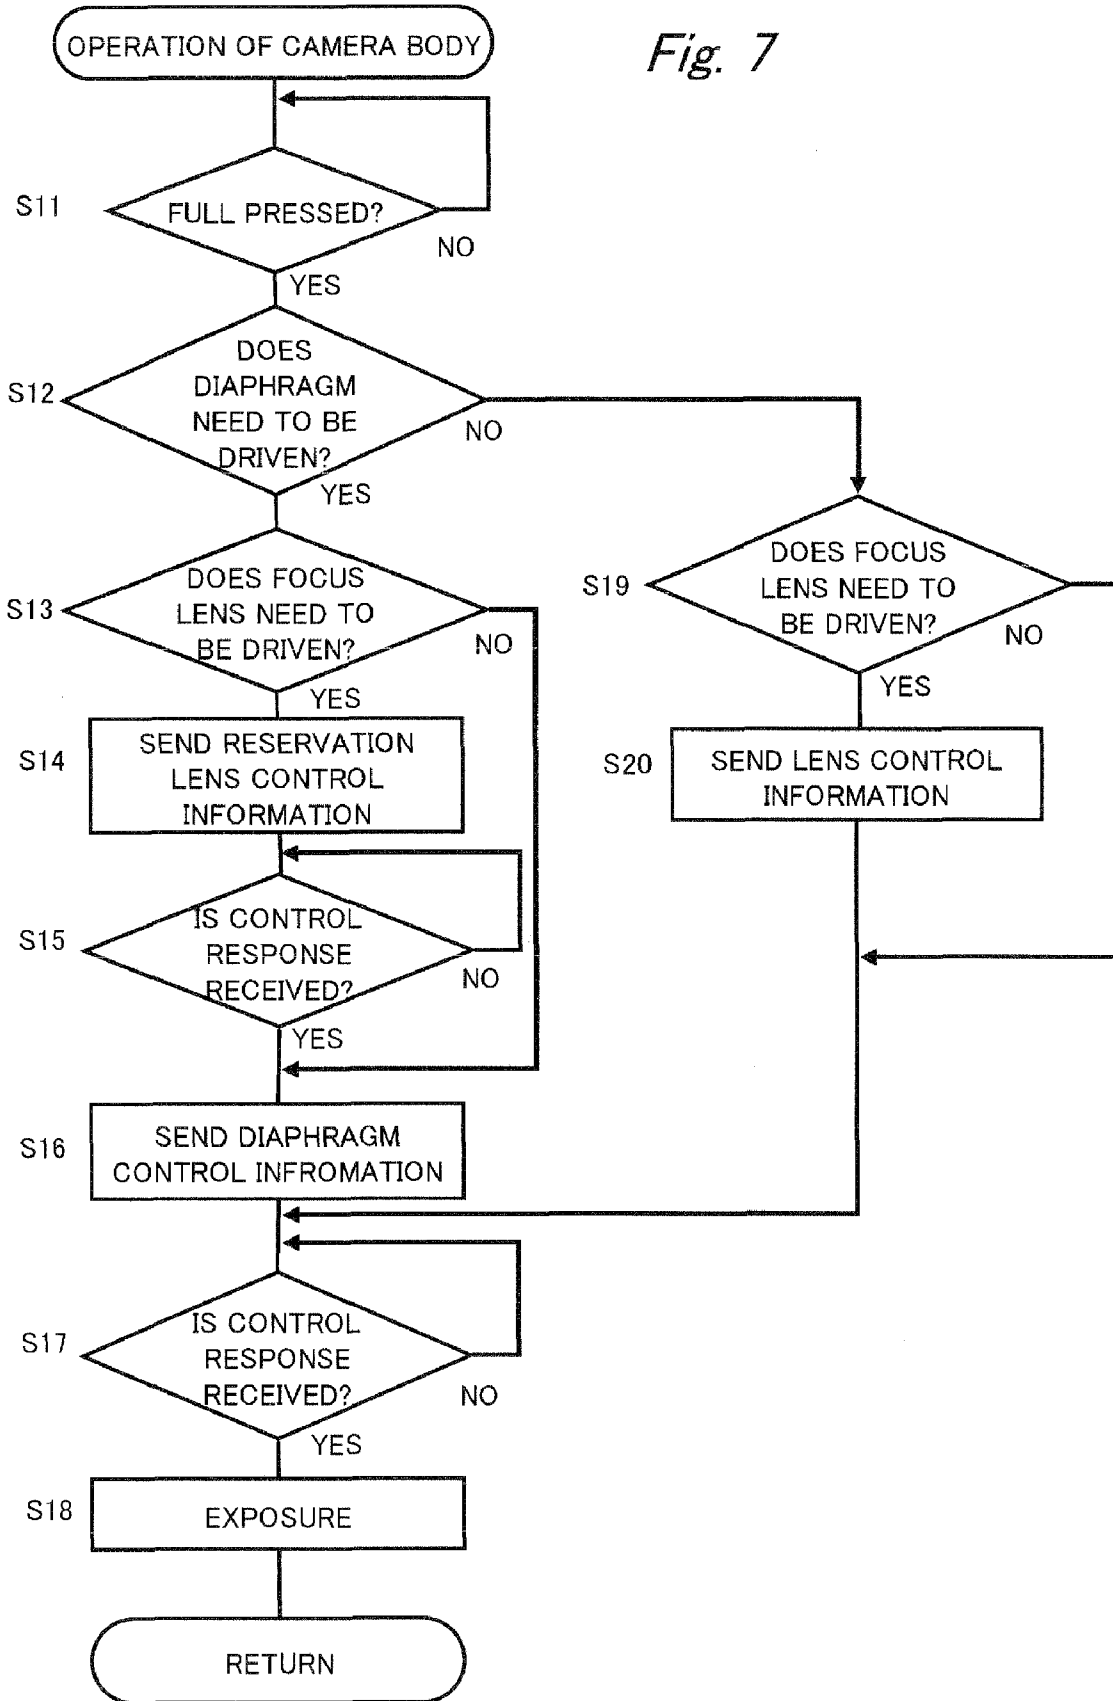 OPERATION OF CAMERA BODY
Fig. 7
S11
FULL PRESSED?
NO
YES
S12
DOES
DIAPHRAGM
NEED TO BE
DRIVEN?
NO
YES
S13
DOES FOCUS
LENS NEED TO
BE DRIVEN?
NO
YES
S19
DOES FOCUS
LENS NEED TO
BE DRIVEN?
NO
YES
S14
SEND RESERVATION
LENS CONTROL
INFORMATION
S20
SEND LENS CONTROL
INFORMATION
S15
IS CONTROL
RESPONSE
RECEIVED?
NO
YES
S16
SEND DIAPHRAGM
CONTROL INFROMATION
S17
IS CONTROL
RESPONSE
RECEIVED?
NO
YES
S18
EXPOSURE
RETURN